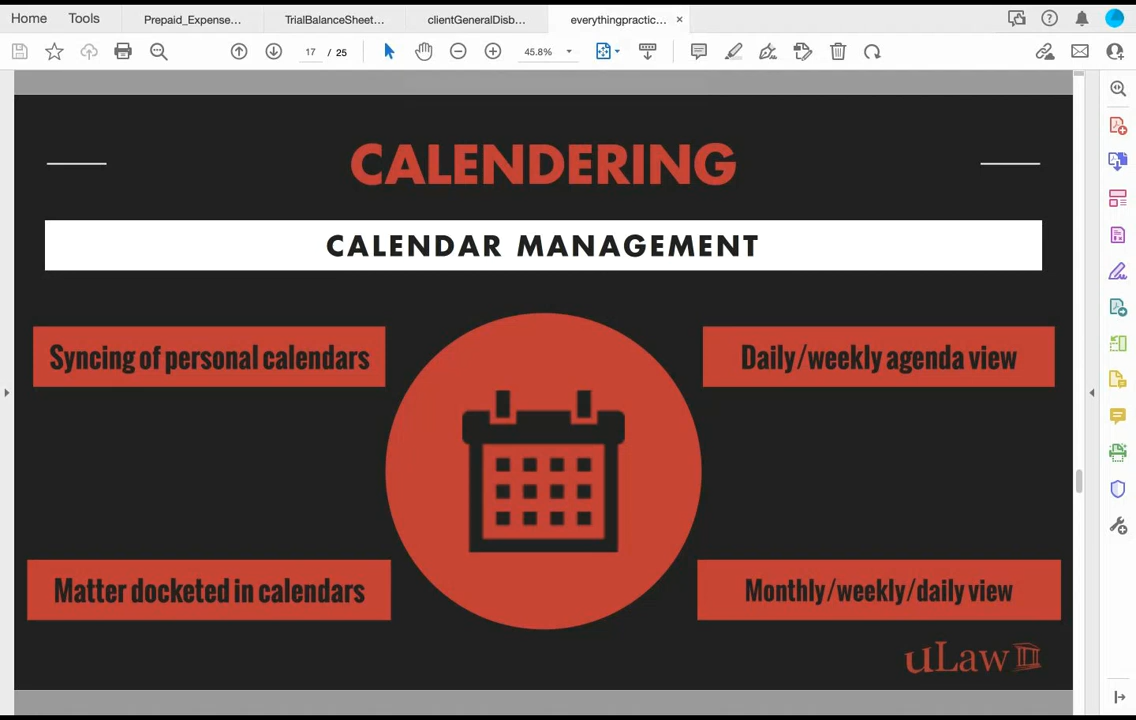 Home
Tools
Prepaid_Expense...
TrialBalanceSheet...
clientGeneralDisb...
everythingpractic... ×
17 / 25
45.8%
CALENDERING
CALENDAR MANAGEMENT
Syncing of personal calendars
Daily/weekly agenda view
Matter docketed in calendars
Monthly/weekly/daily view
uLaw